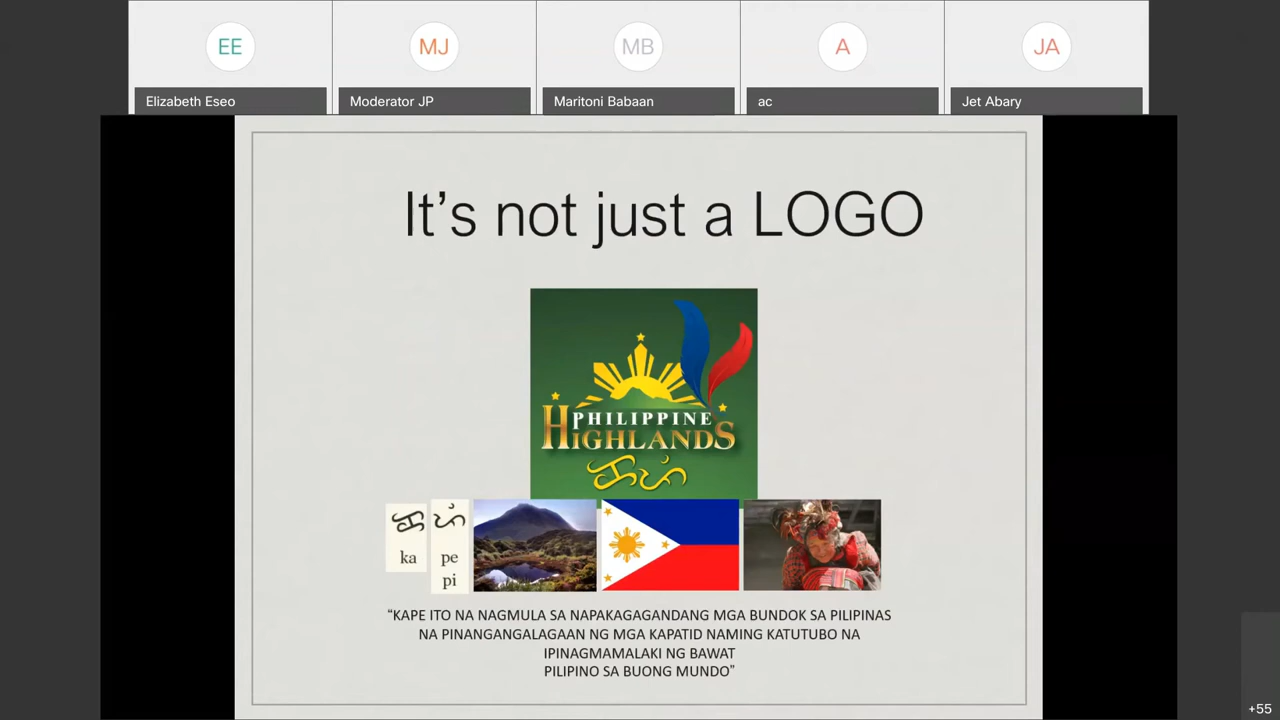 EE
MJ
MB
A
JA
Elizabeth Eseo
Moderator JP
Maritoni Babaan
ac
Jet Abary
It's not just a LOGO
PHILIPPINE
HIGHLANDS
ᜃᜉᜒ
ᜃ
ka
ᜉᜒ
pe
pi
“KAPE ITO NA NAGMULA SA NAPAKAGAGANDANG MGA BUNDOK SA PILIPINAS
NA PINANGANGALAGAAN NG MGA KAPATID NAMING KATUTUBO NA
IPINAGMAMALAKI NG BAWAT
PILIPINO SA BUONG MUNDO”
+55